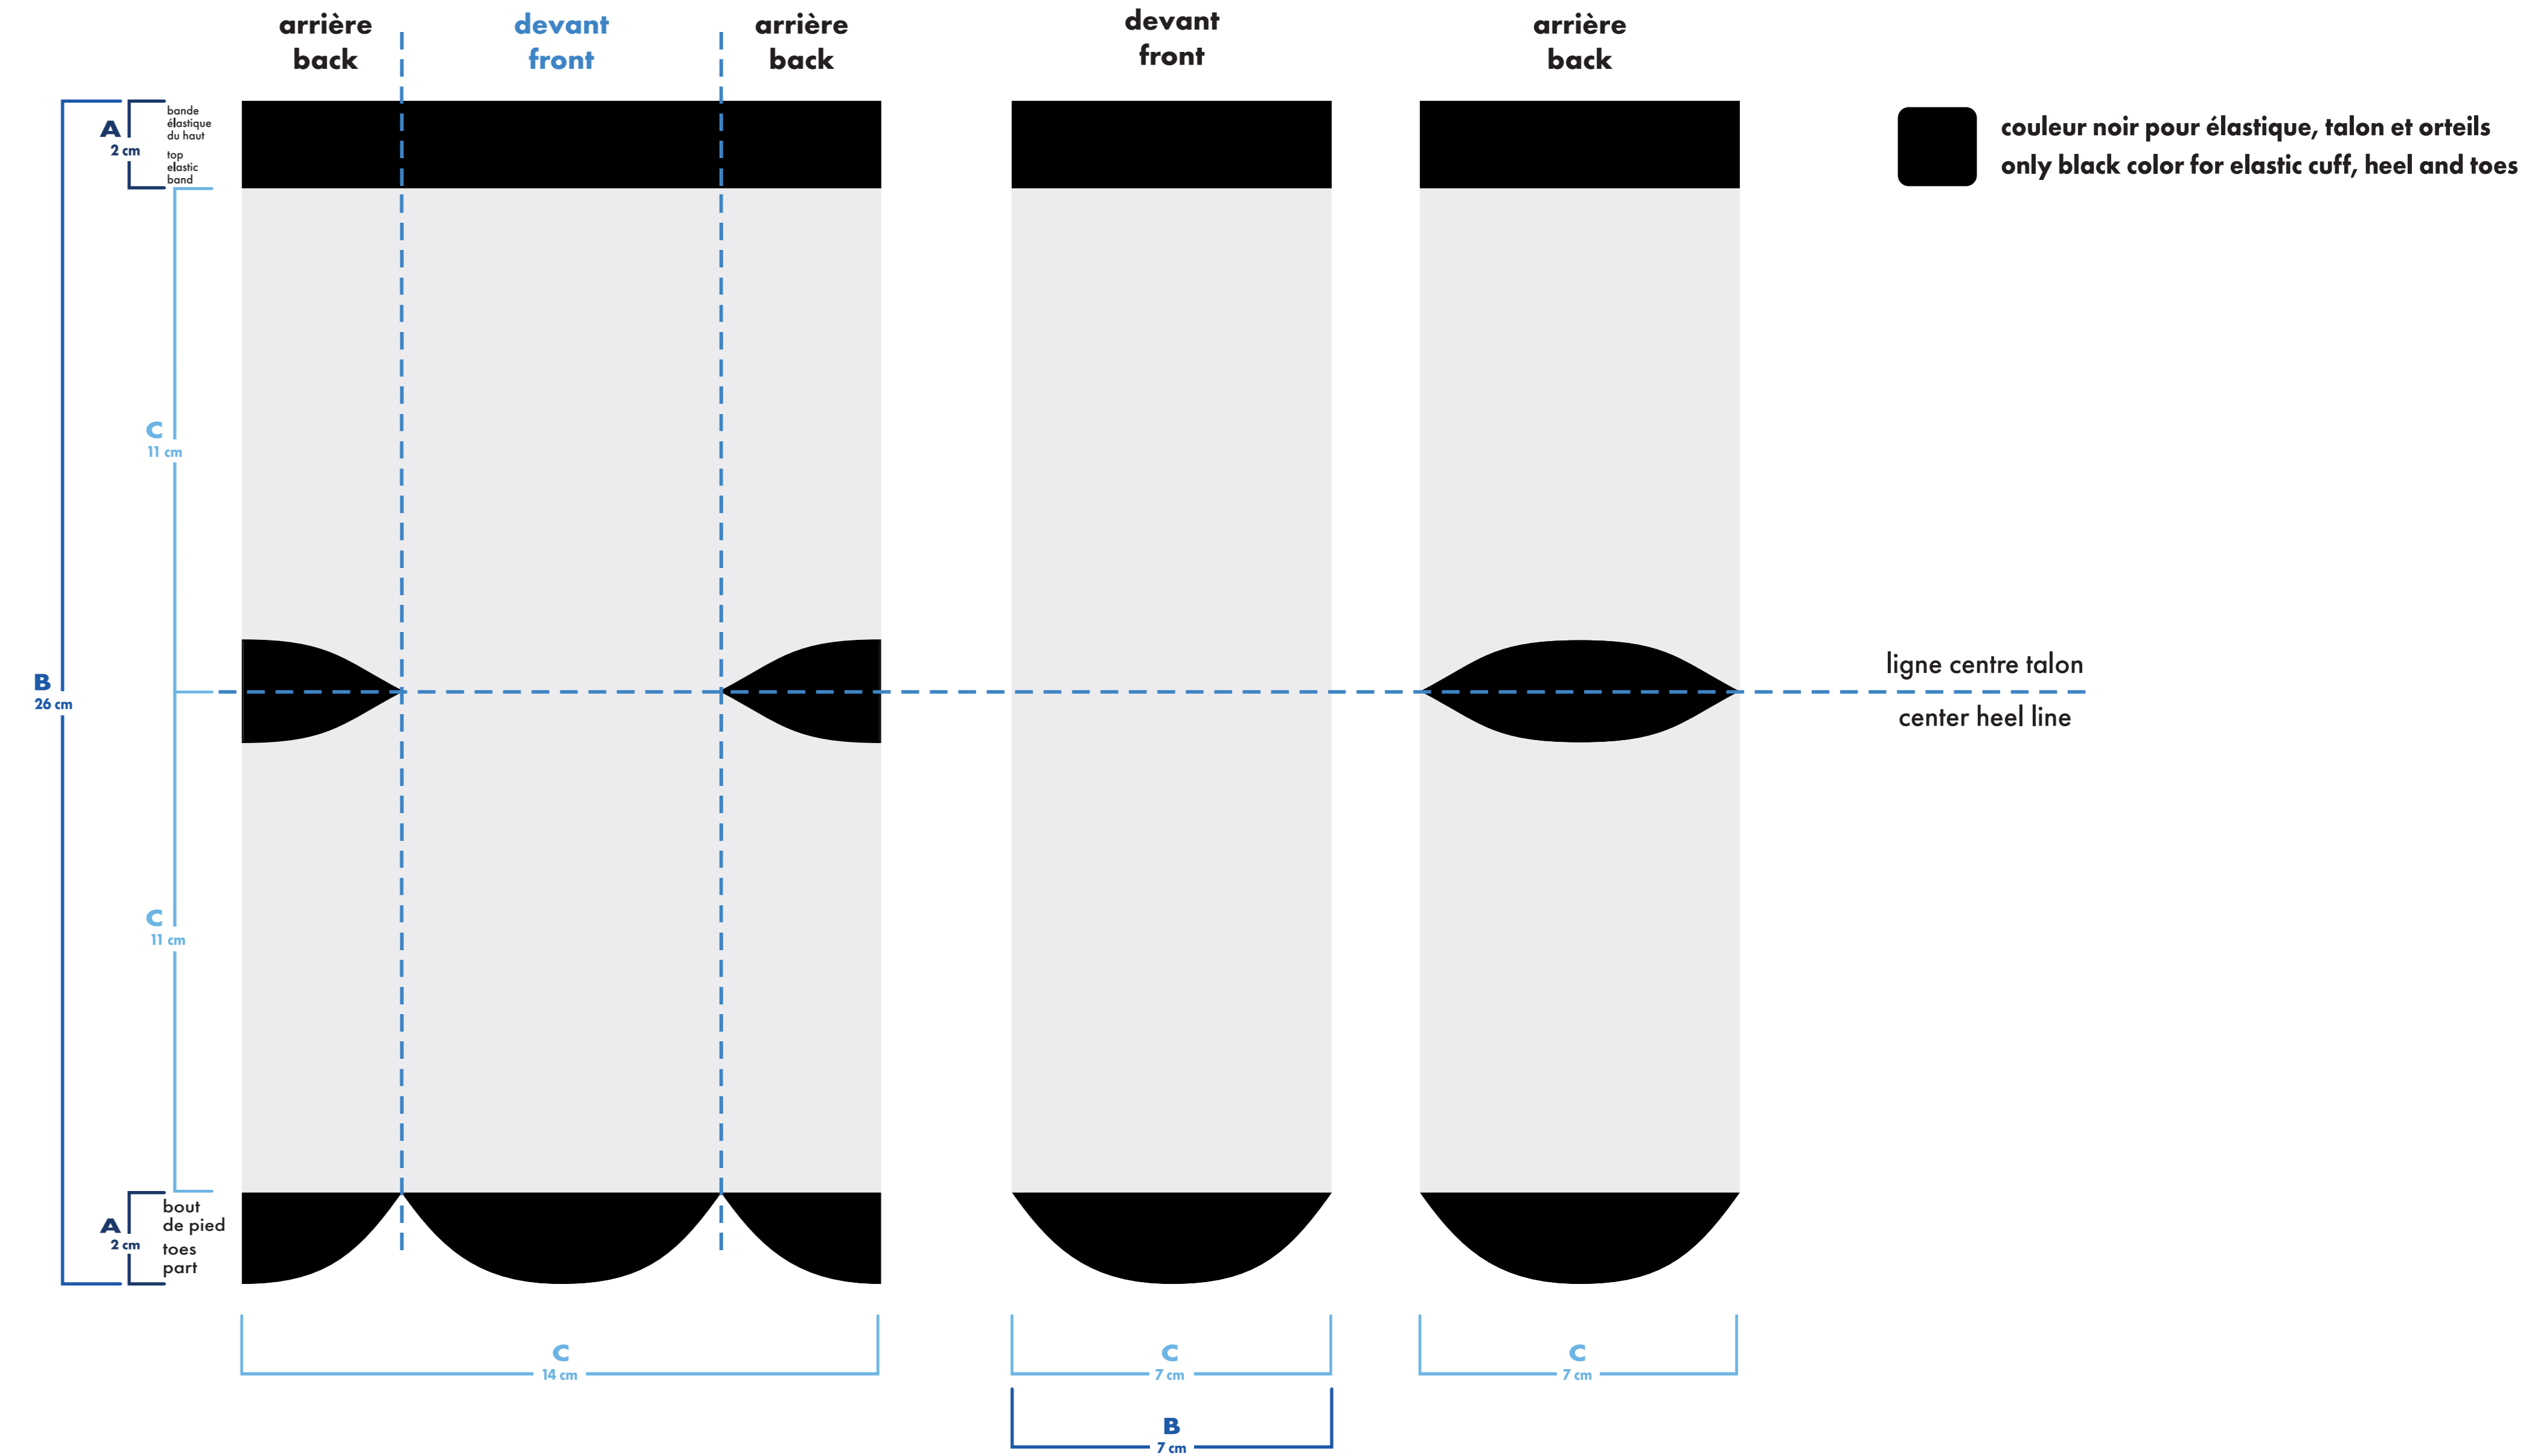 arrière
back
devant
front
arrière
back
devant
front
arrière
back
A
2 cm
bande
élastique
du haut
top
elastic
band
couleur noir pour élastique, talon et orteils
only black color for elastic cuff, heel and toes
C
11 cm
B
26 cm
ligne centre talon
center heel line
C
11 cm
A
2 cm
bout
de pied
toes
part
C
14 cm
C
7 cm
C
7 cm
B
7 cm